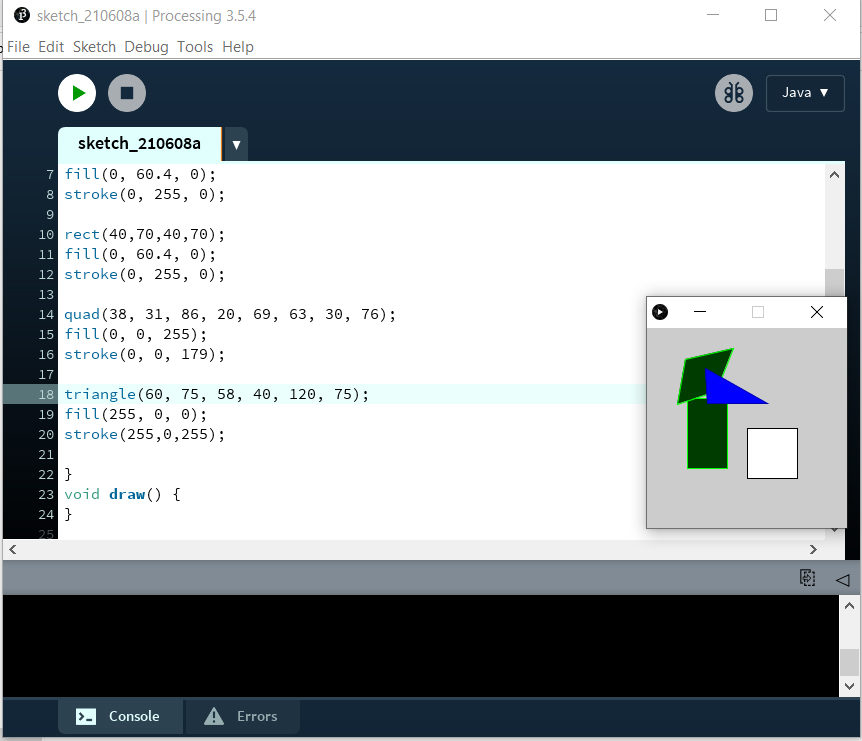 sketch_210608a | Processing 3.5.4
File Edit Sketch Debug Tools Help
Java ▼
sketch_210608a ▼
7 fill(0, 60.4, 0);
8 stroke(0, 255, 0);
9
10 rect(40,70,40,70);
11 fill(0, 60.4, 0);
12 stroke(0, 255, 0);
13
14 quad(38, 31, 86, 20, 69, 63, 30, 76);
15 fill(0, 0, 255);
16 stroke(0, 0, 179);
17
18 triangle(60, 75, 58, 40, 120, 75);
19 fill(255, 0, 0);
20 stroke(255,0,255);
21
22 }
23 void draw() {
24 }
25
Console
Errors